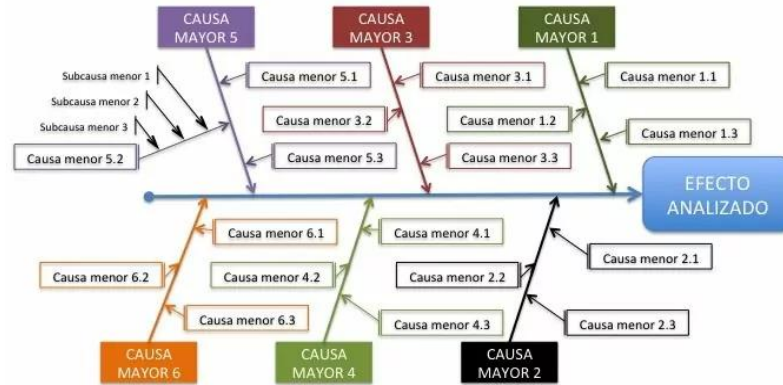 CAUSA
MAYOR 5
CAUSA
MAYOR 3
CAUSA
MAYOR 1
Subcausa menor 1
Subcausa menor 2
Subcausa menor 3
Causa menor 5.1
Causa menor 5.2
Causa menor 5.3
Causa menor 3.1
Causa menor 3.2
Causa menor 3.3
Causa menor 1.1
Causa menor 1.2
Causa menor 1.3
EFECTO
ANALIZADO
Causa menor 6.1
Causa menor 6.2
Causa menor 6.3
Causa menor 4.1
Causa menor 4.2
Causa menor 4.3
Causa menor 2.1
Causa menor 2.2
Causa menor 2.3
CAUSA
MAYOR 6
CAUSA
MAYOR 4
CAUSA
MAYOR 2